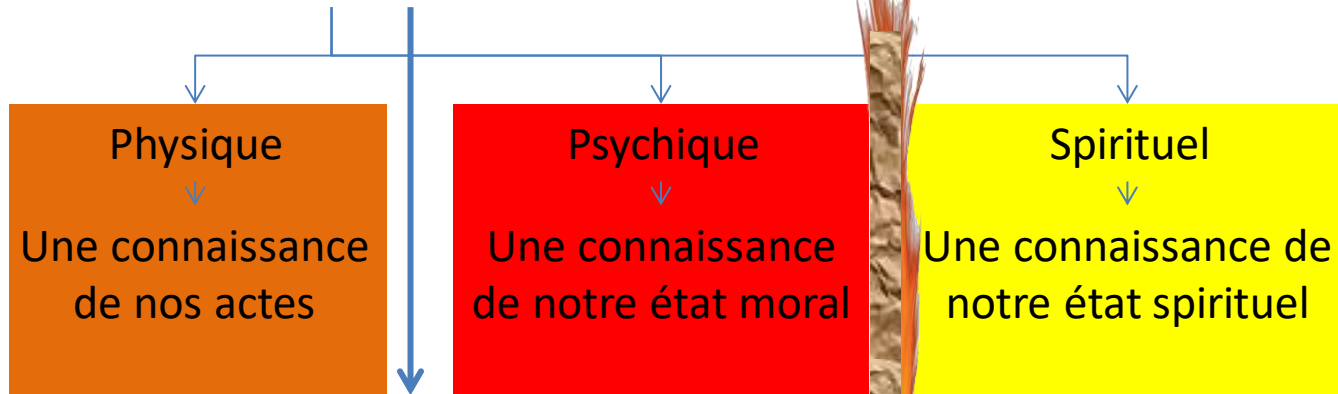 Physique
Une connaissance
de nos actes
Psychique
Une connaissance
de notre état moral
Spirituel
Une connaissance de
notre état spirituel